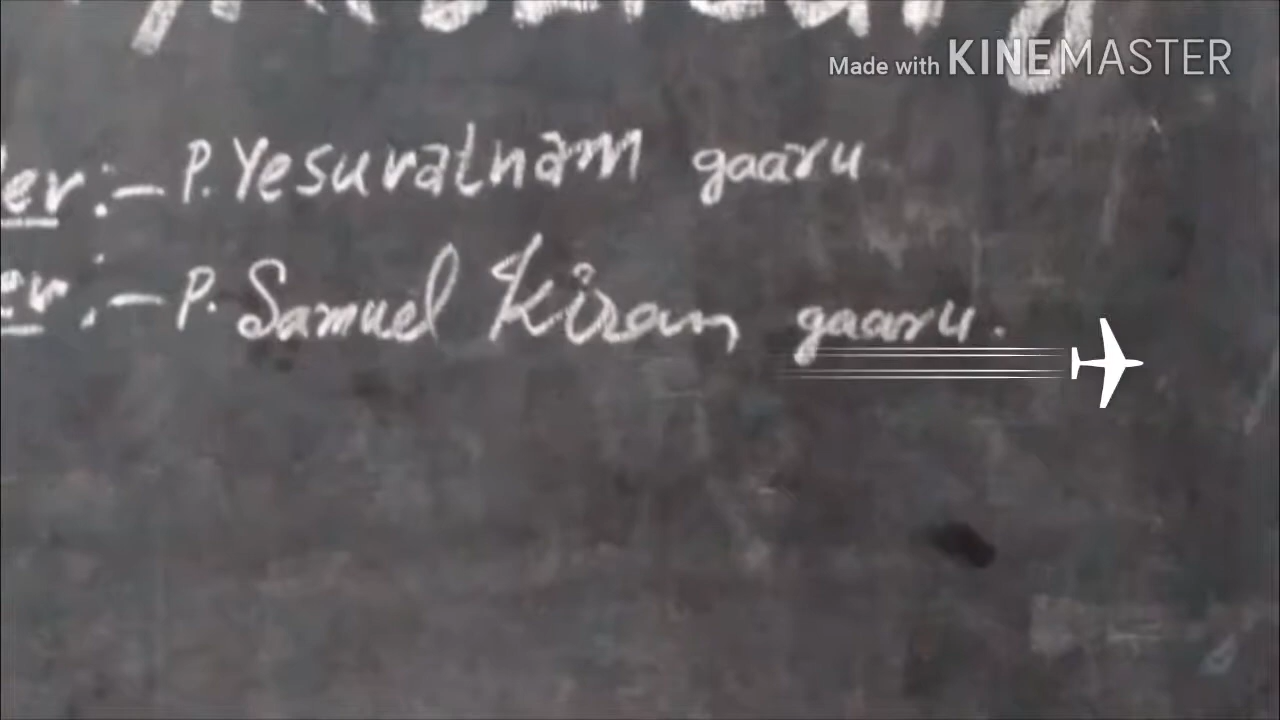 Made with KINEMASTER
er:- P. Yesuratnam gaaru
er:- P. Samuel Kiran gaaru.